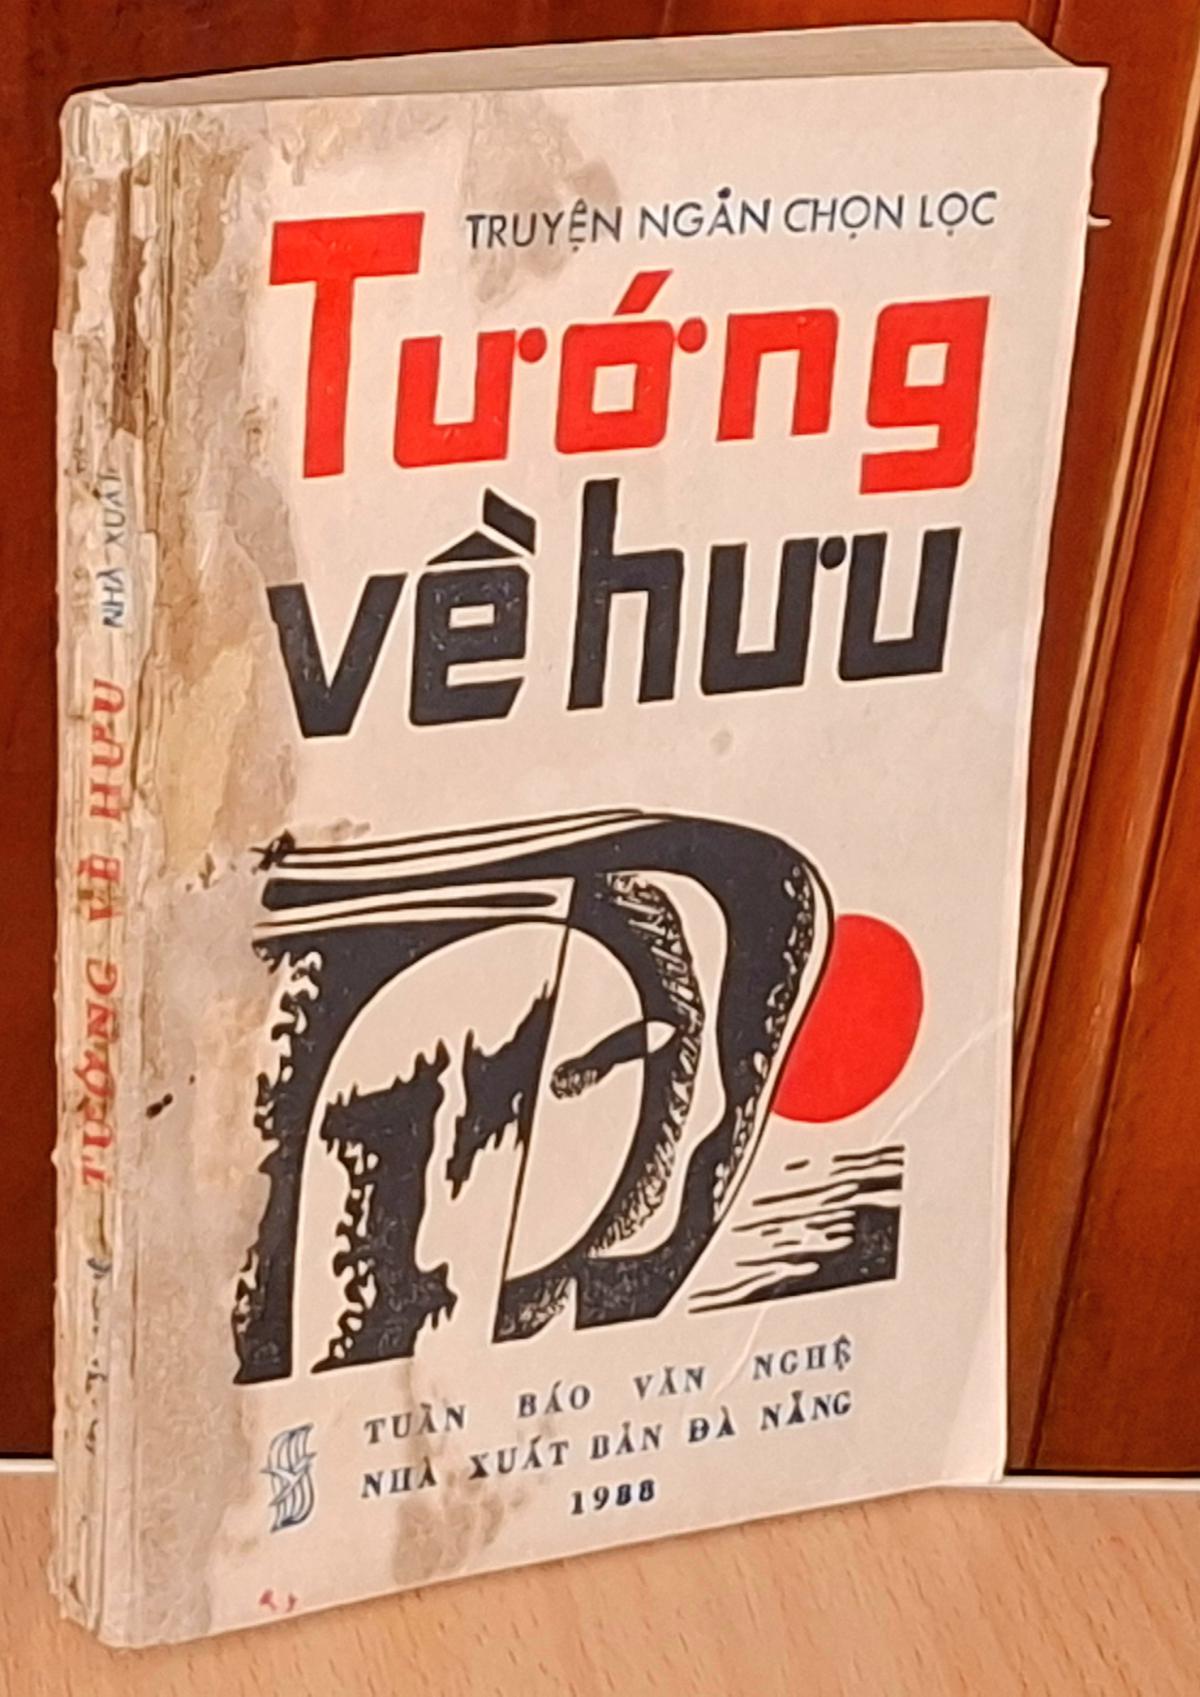 TRUYỆN NGẮN CHỌN LỌC
Tướng
về hưu
TUẦN BÁO VĂN NGHỆ
NHÀ XUẤT BẢN ĐÀ NẴNG
1988
TƯỚNG VỀ HƯU
NHÀ XUẤT